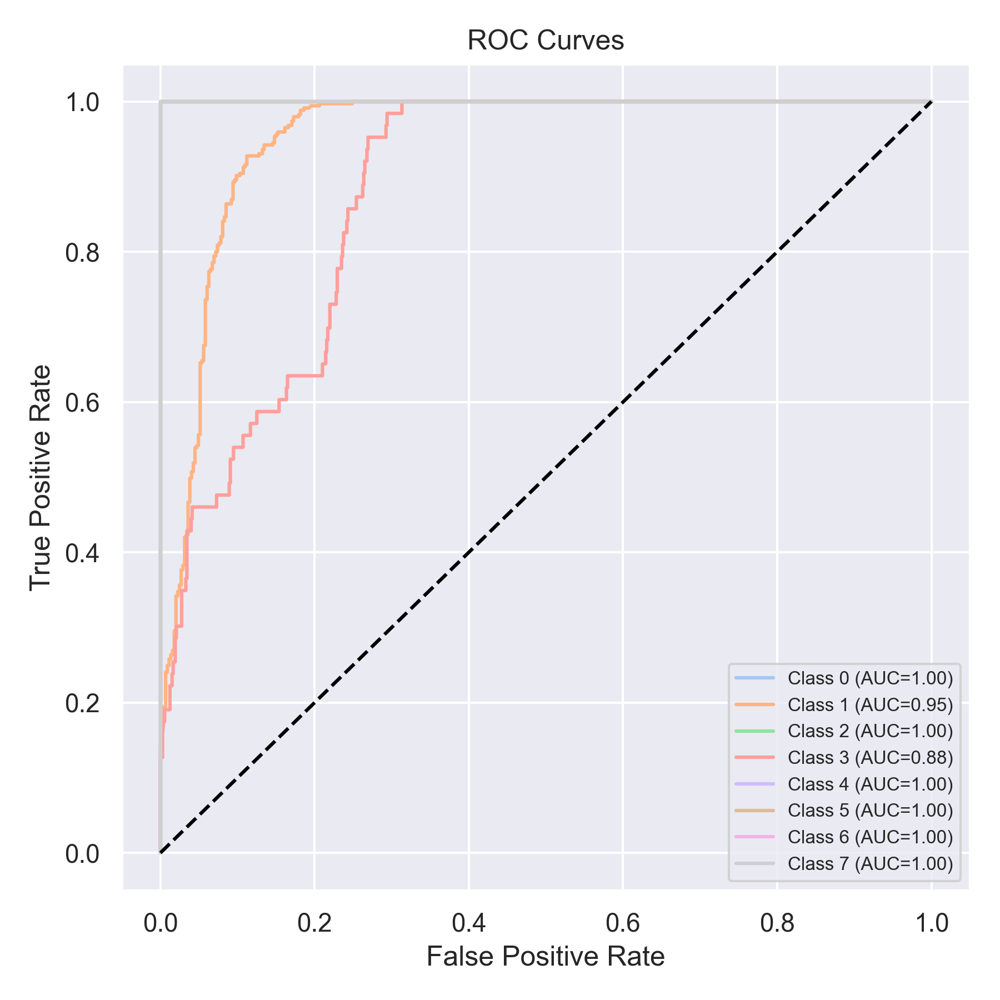 ROC Curves
True Positive Rate
1.0
0.8
0.6
0.4
0.2
0.0
Class 0 (AUC=1.00)
Class 1 (AUC=0.95)
Class 2 (AUC=1.00)
Class 3 (AUC=0.88)
Class 4 (AUC=1.00)
Class 5 (AUC=1.00)
Class 6 (AUC=1.00)
Class 7 (AUC=1.00)
0.0 0.2 0.4 0.6 0.8 1.0
False Positive Rate